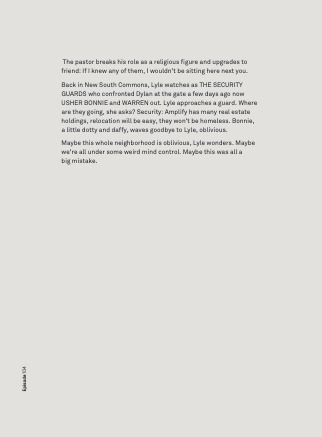 The pastor breaks his role as a religious figure and upgrades to
friend: If I knew any of them, I wouldn't be sitting here next you.
Back in New South Commons, Lyle watches as THE SECURITY
GUARDS who confronted Dylan at the gate a few days ago now
USHER BONNIE and WARREN out. Lyle approaches a guard. Where
are they going, she asks? Security: Amplify has many real estate
holdings, relocation will be easy, they won't be homeless. Bonnie,
a little dotty and daffy, waves goodbye to Lyle, oblivious.
Maybe this whole neighborhood is oblivious, Lyle wonders. Maybe
we're all under some weird mind control. Maybe this was all a
big mistake.
Episode 104